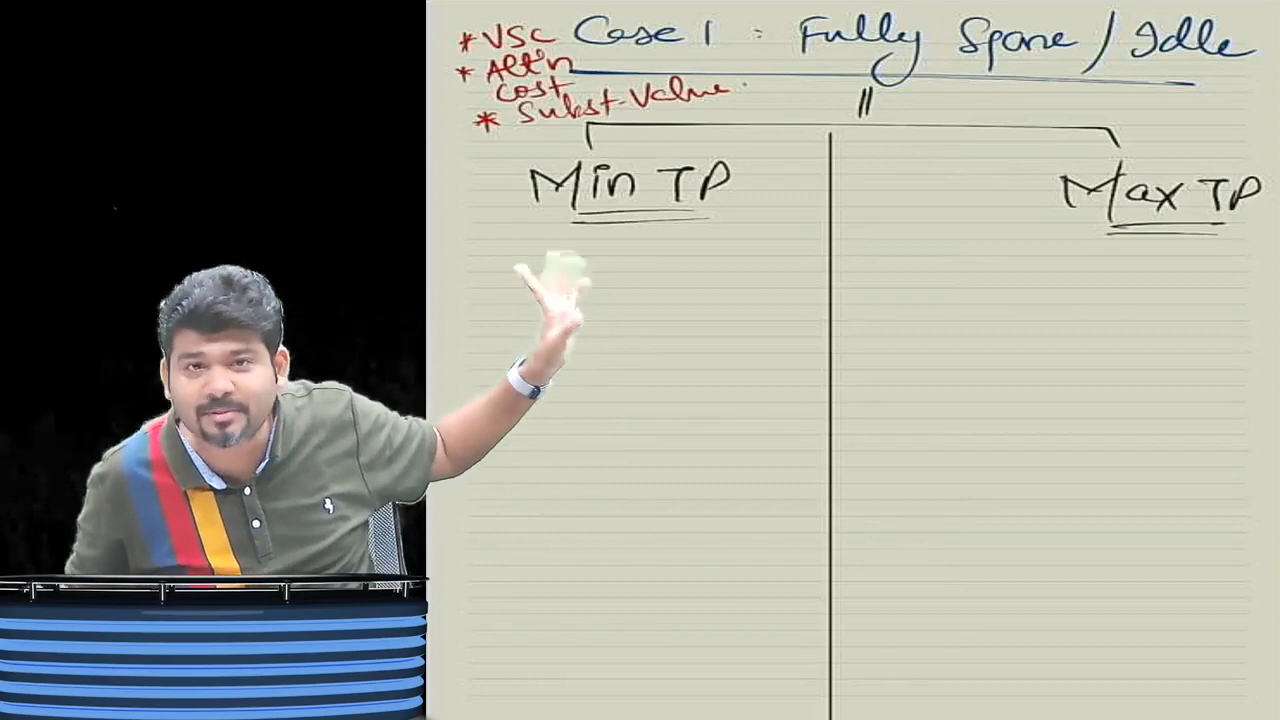 * VSC Case 1 : Fully Spare / Idle
* Alt'n
cost
* Subst. Value
Min TP
Max TP